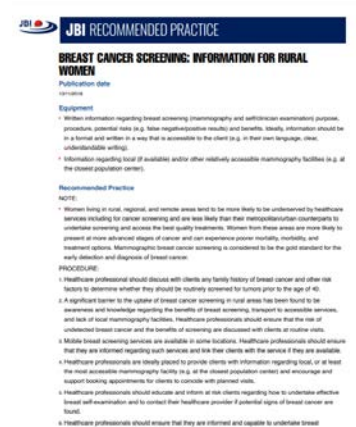 JBI
JBI RECOMMENDED PRACTICE
BREAST CANCER SCREENING: INFORMATION FOR RURAL
WOMEN
Publication date
Equipment
• Written information regarding breast screening (mammography and self/clinician examination) purpose,
procedure, potential risks (e.g. false negative/positive results) and benefits. Ideally, information should be
in a format and written in a way that is accessible to the client (e.g. in their own language, clear,
understandable writing).
• Information regarding local (if available) and/or other relatively accessible mammography facilities (e.g. at
the closest population center).
Recommended Practice
NOTE:
• Women living in rural, regional, and remote areas tend to be more likely to be underserved by healthcare
services including for cancer screening and are less likely than their metropolitan/urban counterparts to
undertake screening and access the best quality treatments. Women from these areas are more likely to
present at more advanced stages of cancer and can experience poorer mortality, morbidity, and
treatment options. Mammographic breast cancer screening is considered to be the gold standard for the
early detection and diagnosis of breast cancer.
PROCEDURE:
1. Healthcare professional should discuss with clients any family history of breast cancer and other risk
factors to determine whether they should be routinely screened for tumors prior to the age of 40.
2. A significant barrier to the uptake of breast cancer screening in rural areas has been found to be
awareness and knowledge regarding the benefits of breast screening, transport to accessible services,
and lack of local mammography facilities. Healthcare professionals should ensure that the risk of
undetected breast cancer and the benefits of screening are discussed with clients at routine visits.
3. Mobile breast screening services are available in some locations. Healthcare professionals should ensure
that they are informed regarding such services and link their clients with the service if they are available.
4. Healthcare professionals are ideally placed to provide clients with information regarding local, or at least
the most accessible mammography facility (e.g. at the closest population center) and encourage and
support booking appointments for clients to coincide with planned visits.
5. Healthcare professionals should educate and inform at risk clients regarding how to undertake effective
breast self-examination and to contact their healthcare provider if potential signs of breast cancer are
found.
6. Healthcare professionals should ensure that they are informed and capable to undertake breast